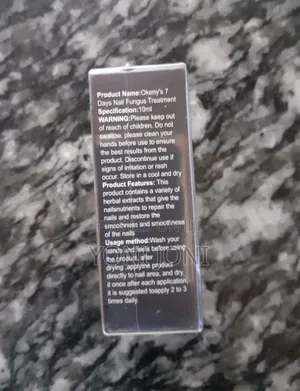 Product Name:Okeny's 7
Days Nail Fungus Treatment
Specification:10ml
WARNING:Please keep out
of reach of children. Do not
swallow. please clean your
hands before use to ensure
the best results from the
product. Discontinue use if
signs of irritation or rash
occur. Store in a cool and dry
Product Features: This
product contains a variety of
herbal extracts that give the
nailsnutrients to repair the
nails and restore the
smoothness and smoothness
of the nails
Usage method:Wash your
hands and feets before using
the product, after
drying ,applythe product
directly to nail area, and dry
it once after each application.
it is suggested toapply 2 to 3
times daily.